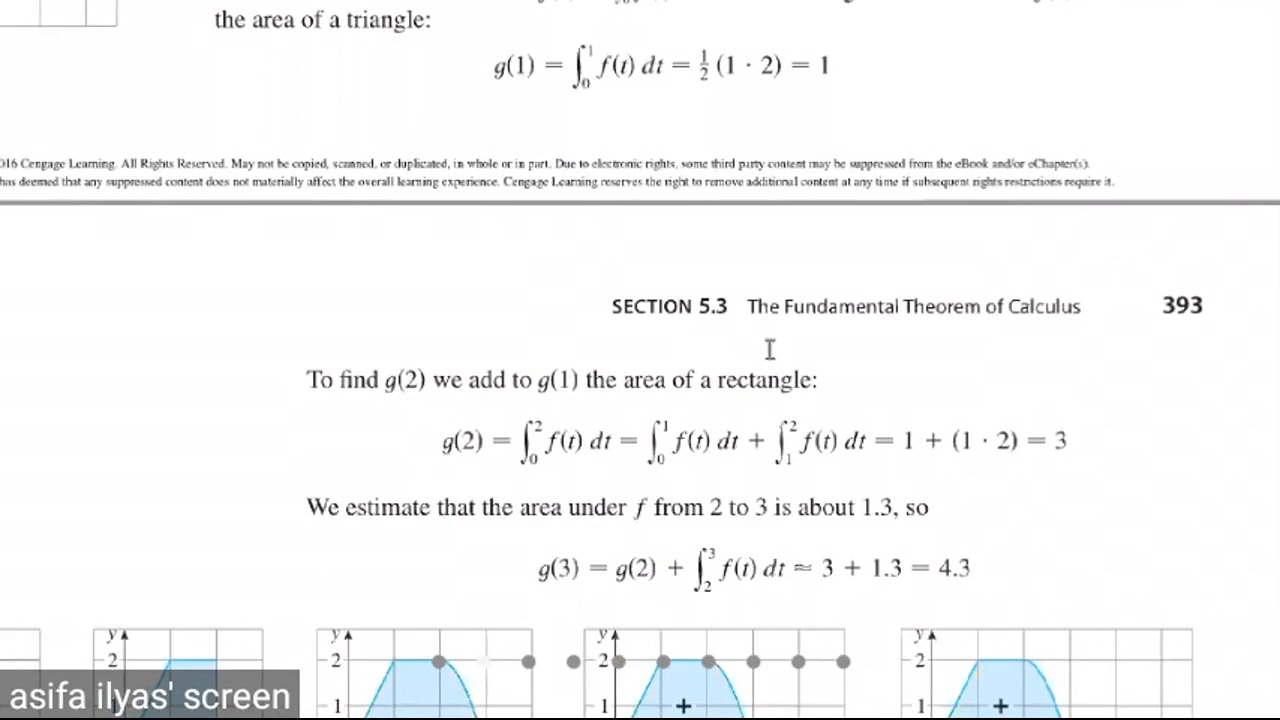 the area of a triangle:
g(1) = ∫₀¹ f(t) dt = ½ (1 · 2) = 1
016 Cengage Learning. All Rights Reserved. May not be copied, scanned, or duplicated, in whole or in part. Due to electronic rights, some third party content may be suppressed from the eBook and/or eChapter(s).
has deemed that any suppressed content does not materially affect the overall learning experience. Cengage Learning reserves the right to remove additional content at any time if subsequent rights restrictions require it.
SECTION 5.3 The Fundamental Theorem of Calculus 393
To find g(2) we add to g(1) the area of a rectangle:
g(2) = ∫₀² f(t) dt = ∫₀¹ f(t) dt + ∫₁² f(t) dt = 1 + (1 · 2) = 3
We estimate that the area under f from 2 to 3 is about 1.3, so
g(3) = g(2) + ∫₂³ f(t) dt ≈ 3 + 1.3 = 4.3
y y y y
2 2 2 2
1 1 + 1 +
asifa ilyas' screen